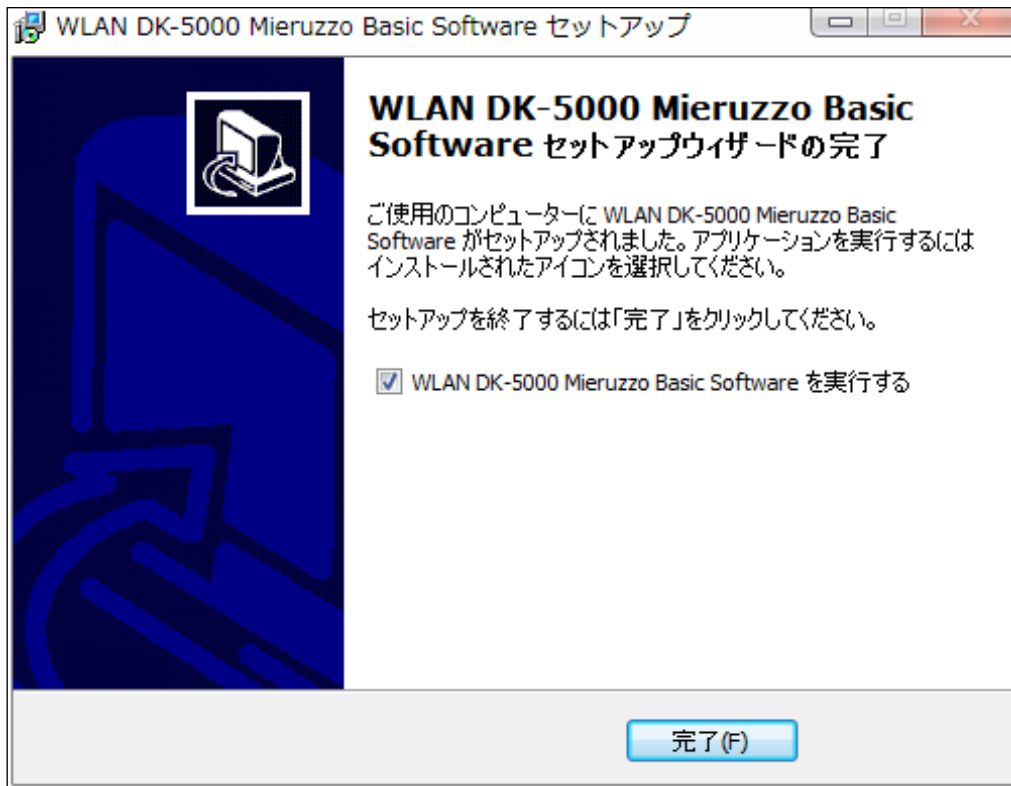 WLAN DK-5000 Mieruzzo Basic Software セットアップ
WLAN DK-5000 Mieruzzo Basic
Software セットアップウィザードの完了
ご使用のコンピューターに WLAN DK-5000 Mieruzzo Basic
Software がセットアップされました。アプリケーションを実行するには
インストールされたアイコンを選択してください。
セットアップを終了するには「完了」をクリックしてください。
WLAN DK-5000 Mieruzzo Basic Software を実行する
完了(F)